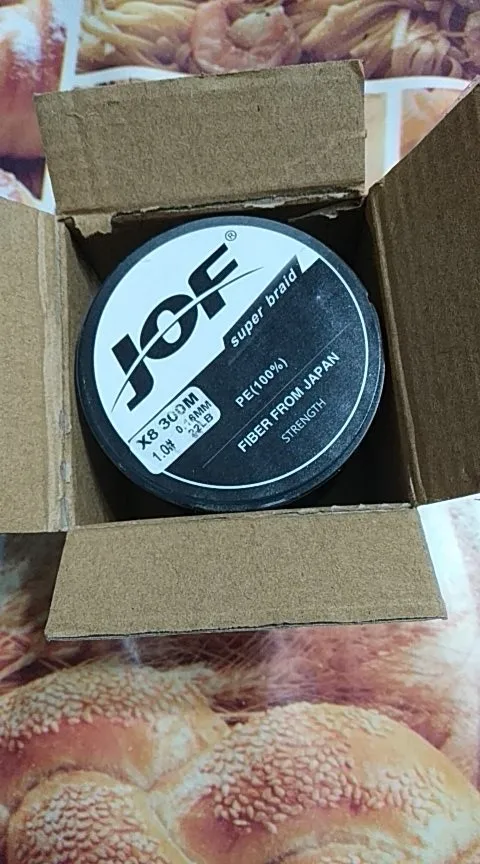 JOF®
super braid
X8 300M
1.0# 0.16MM
22LB
PE(100%)
FIBER FROM JAPAN
STRENGTH